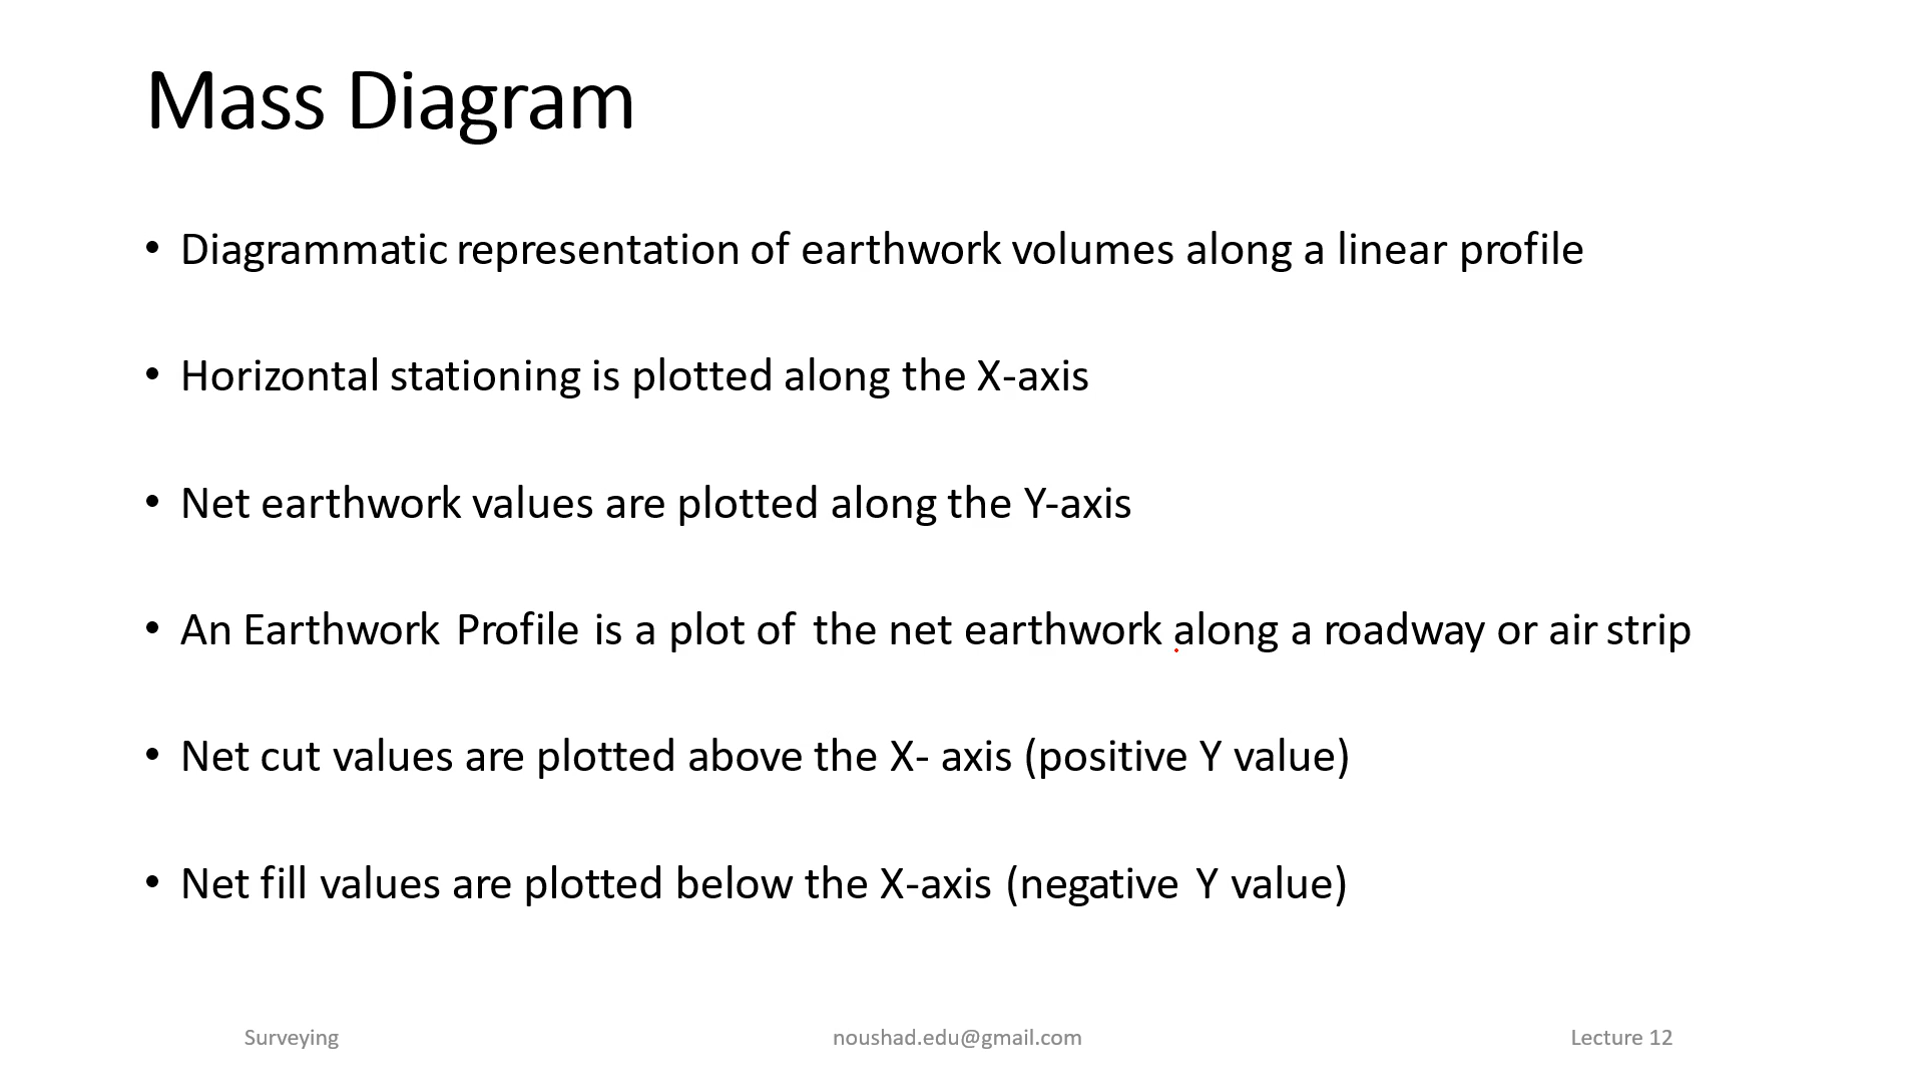 Mass Diagram
• Diagrammatic representation of earthwork volumes along a linear profile
• Horizontal stationing is plotted along the X-axis
• Net earthwork values are plotted along the Y-axis
• An Earthwork Profile is a plot of the net earthwork along a roadway or air strip
• Net cut values are plotted above the X- axis (positive Y value)
• Net fill values are plotted below the X-axis (negative Y value)
Surveying noushad.edu@gmail.com Lecture 12